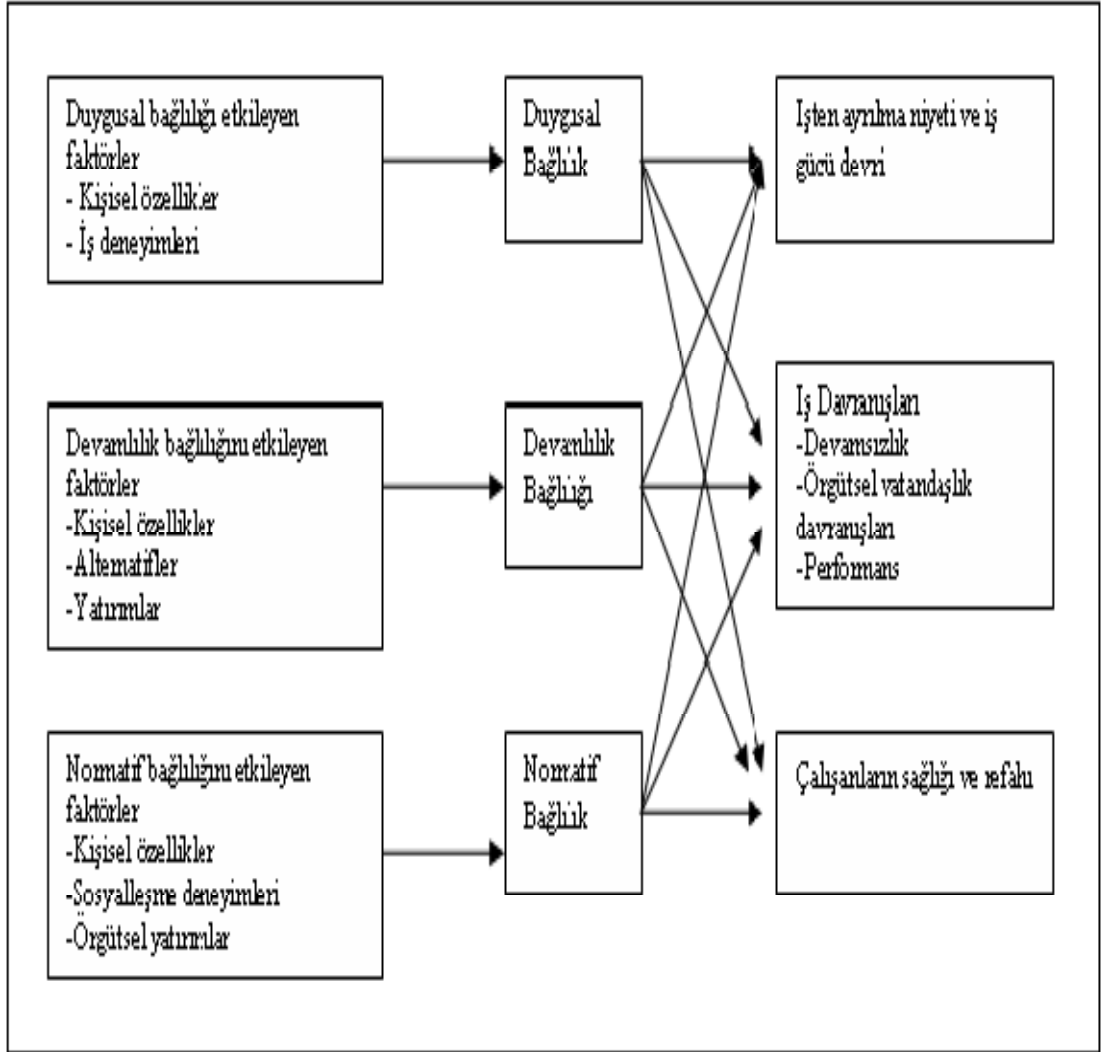 Duygusal bağlılığı etkileyen
faktörler
- Kişisel özellikler
- İş deneyimleri
Duygusal
Bağlılık
İşten ayrılma niyeti ve iş
gücü devri
Devamlılık bağlılığını etkileyen
faktörler
-Kişisel özellikler
-Alternatifler
-Yatırımlar
Devamlılık
Bağlılığı
İş Davranışları
-Devamsızlık
-Örgütsel vatandaşlık
davranışları
-Performans
Normatif bağlılığını etkileyen
faktörler
-Kişisel özellikler
-Sosyalleşme deneyimleri
-Örgütsel yatırımlar
Normatif
Bağlılık
Çalışanların sağlığı ve refahı